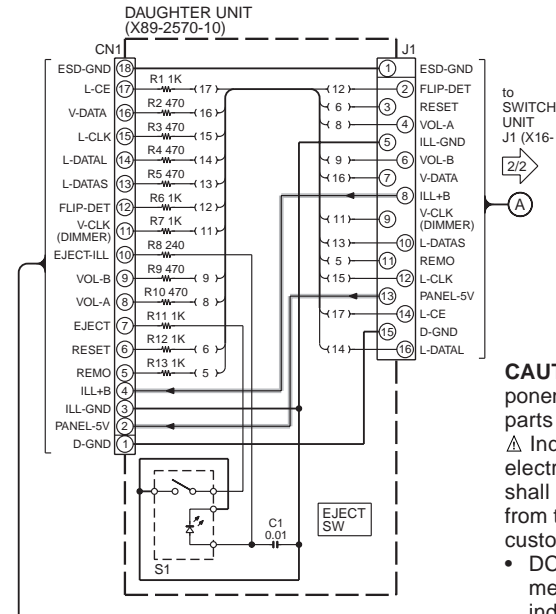 DAUGHTER UNIT
(X89-2570-10)
CN1
J1
ESD-GND 18
L-CE 17 R1 1K 17
V-DATA 16 R2 470 16
L-CLK 15 R3 470 15
L-DATAL 14 R4 470 14
L-DATAS 13 R5 470 13
FLIP-DET 12 R6 1K 12
V-CLK
(DIMMER) 11 R7 1K 11
EJECT-ILL 10 R8 240
VOL-B 9 R9 470 9
VOL-A 8 R10 470 8
EJECT 7 R11 1K
RESET 6 R12 1K 6
REMO 5 R13 1K 5
ILL+B 4
ILL-GND 3
PANEL-5V 2
D-GND 1
1 ESD-GND
12 2 FLIP-DET
6 3 RESET
8 4 VOL-A
5 ILL-GND
9 6 VOL-B
16 7 V-DATA
8 ILL+B
11 9 V-CLK
(DIMMER)
13 10 L-DATAS
5 11 REMO
15 12 L-CLK
13 PANEL-5V
17 14 L-CE
15 D-GND
14 16 L-DATAL
to
SWITCH
UNIT
J1 (X16-
2/2
A
S1
C1
0.01
EJECT
SW
CAUT
ponen
parts
⚠ Ind
electr
shall
from t
custo
• DC
me
ind